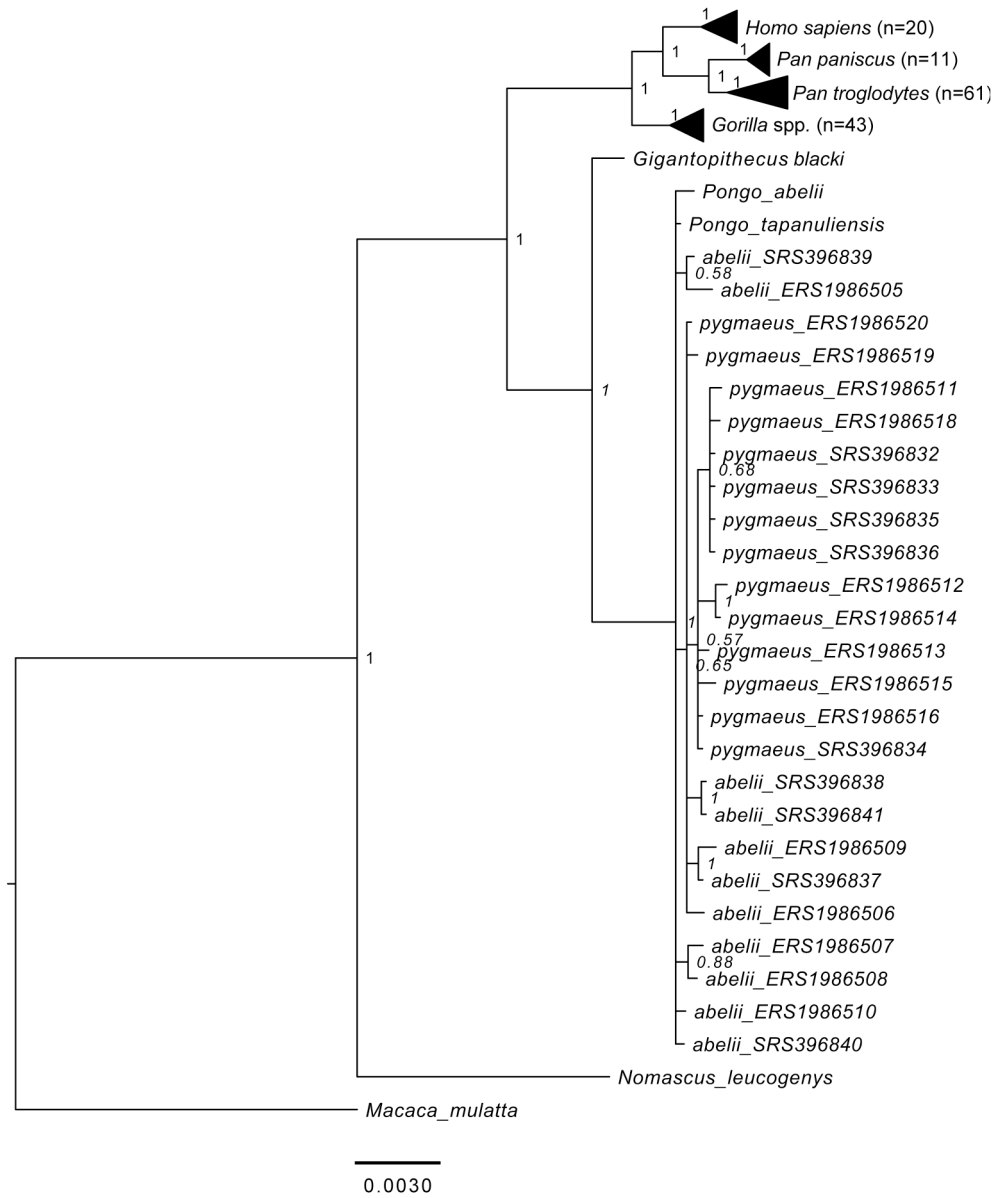 1
Homo sapiens (n=20)
1
1
Pan paniscus (n=11)
1
1
Pan troglodytes (n=61)
1
1
Gorilla spp. (n=43)
Gigantopithecus blacki
Pongo_abelii
Pongo_tapanuliensis
1
abelii_SRS396839
0.58
abelii_ERS1986505
pygmaeus_ERS1986520
pygmaeus_ERS1986519
1
pygmaeus_ERS1986511
pygmaeus_ERS1986518
pygmaeus_SRS396832
0.68
pygmaeus_SRS396833
pygmaeus_SRS396835
pygmaeus_SRS396836
pygmaeus_ERS1986512
1
pygmaeus_ERS1986514
1
0.57
pygmaeus_ERS1986513
1
0.65
pygmaeus_ERS1986515
pygmaeus_ERS1986516
pygmaeus_SRS396834
abelii_SRS396838
1
abelii_SRS396841
abelii_ERS1986509
1
abelii_SRS396837
abelii_ERS1986506
abelii_ERS1986507
0.88
abelii_ERS1986508
abelii_ERS1986510
abelii_SRS396840
Nomascus_leucogenys
Macaca_mulatta
0.0030